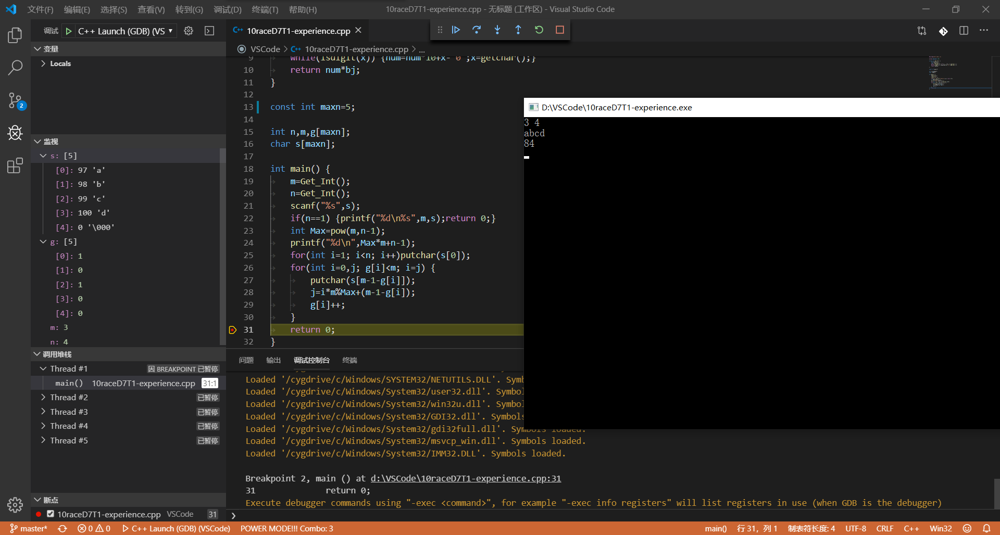 文件(F) 编辑(E) 选择(S) 查看(V) 转到(G) 调试(D) 终端(T) 帮助(H) 10raceD7T1-experience.cpp - 无标题 (工作区) - Visual Studio Code
调试 C++ Launch (GDB) (VS
变量
Locals
监视
s: [5]
[0]: 97 'a'
[1]: 98 'b'
[2]: 99 'c'
[3]: 100 'd'
[4]: 0 '\000'
g: [5]
[0]: 1
[1]: 0
[2]: 1
[3]: 0
[4]: 0
m: 3
n: 4
调用堆栈
Thread #1 因 BREAKPOINT 已暂停
main() 10raceD7T1-experience.cpp 31:1
Thread #2 已暂停
Thread #3 已暂停
Thread #4 已暂停
Thread #5 已暂停
断点
10raceD7T1-experience.cpp VSCode 31
2
C++ 10raceD7T1-experience.cpp
VSCode > C++ 10raceD7T1-experience.cpp > ...
9 while(isdigit(x)) {num=num*10+x-'0';x=getchar();}
10 return num*bj;
11 }
12
13 const int maxn=5;
14
15 int n,m,g[maxn];
16 char s[maxn];
17
18 int main() {
19 m=Get_Int();
20 n=Get_Int();
21 scanf("%s",s);
22 if(n==1) {printf("%d\n%s",m,s);return 0;}
23 int Max=pow(m,n-1);
24 printf("%d\n",Max*m+n-1);
25 for(int i=1; i<n; i++)putchar(s[0]);
26 for(int i=0,j; g[i]<m; i=j) {
27 putchar(s[m-1-g[i]]);
28 j=i*m%Max+(m-1-g[i]);
29 g[i]++;
30 }
31 return 0;
32 }
D:\VSCode\10raceD7T1-experience.exe
3 4
abcd
84
问题 输出 调试控制台 终端
Loaded '/cygdrive/c/Windows/SYSTEM32/NETUTILS.DLL'. Symb
Loaded '/cygdrive/c/Windows/System32/user32.dll'. Symbol
Loaded '/cygdrive/c/Windows/System32/win32u.dll'. Symbol
Loaded '/cygdrive/c/Windows/System32/GDI32.dll'. Symbols
Loaded '/cygdrive/c/Windows/System32/gdi32full.dll'. Symbols loaded.
Loaded '/cygdrive/c/Windows/System32/msvcp_win.dll'. Symbols loaded.
Loaded '/cygdrive/c/Windows/System32/IMM32.DLL'. Symbols loaded.
Breakpoint 2, main () at d:\VSCode\10raceD7T1-experience.cpp:31
31 return 0;
Execute debugger commands using "-exec <command>", for example "-exec info registers" will list registers in use (when GDB is the debugger)
master* 0 0 C++ Launch (GDB) (VSCode) POWER MODE!!! Combo: 3 main() 行 31，列 1 制表符长度: 4 UTF-8 CRLF C++ Win32